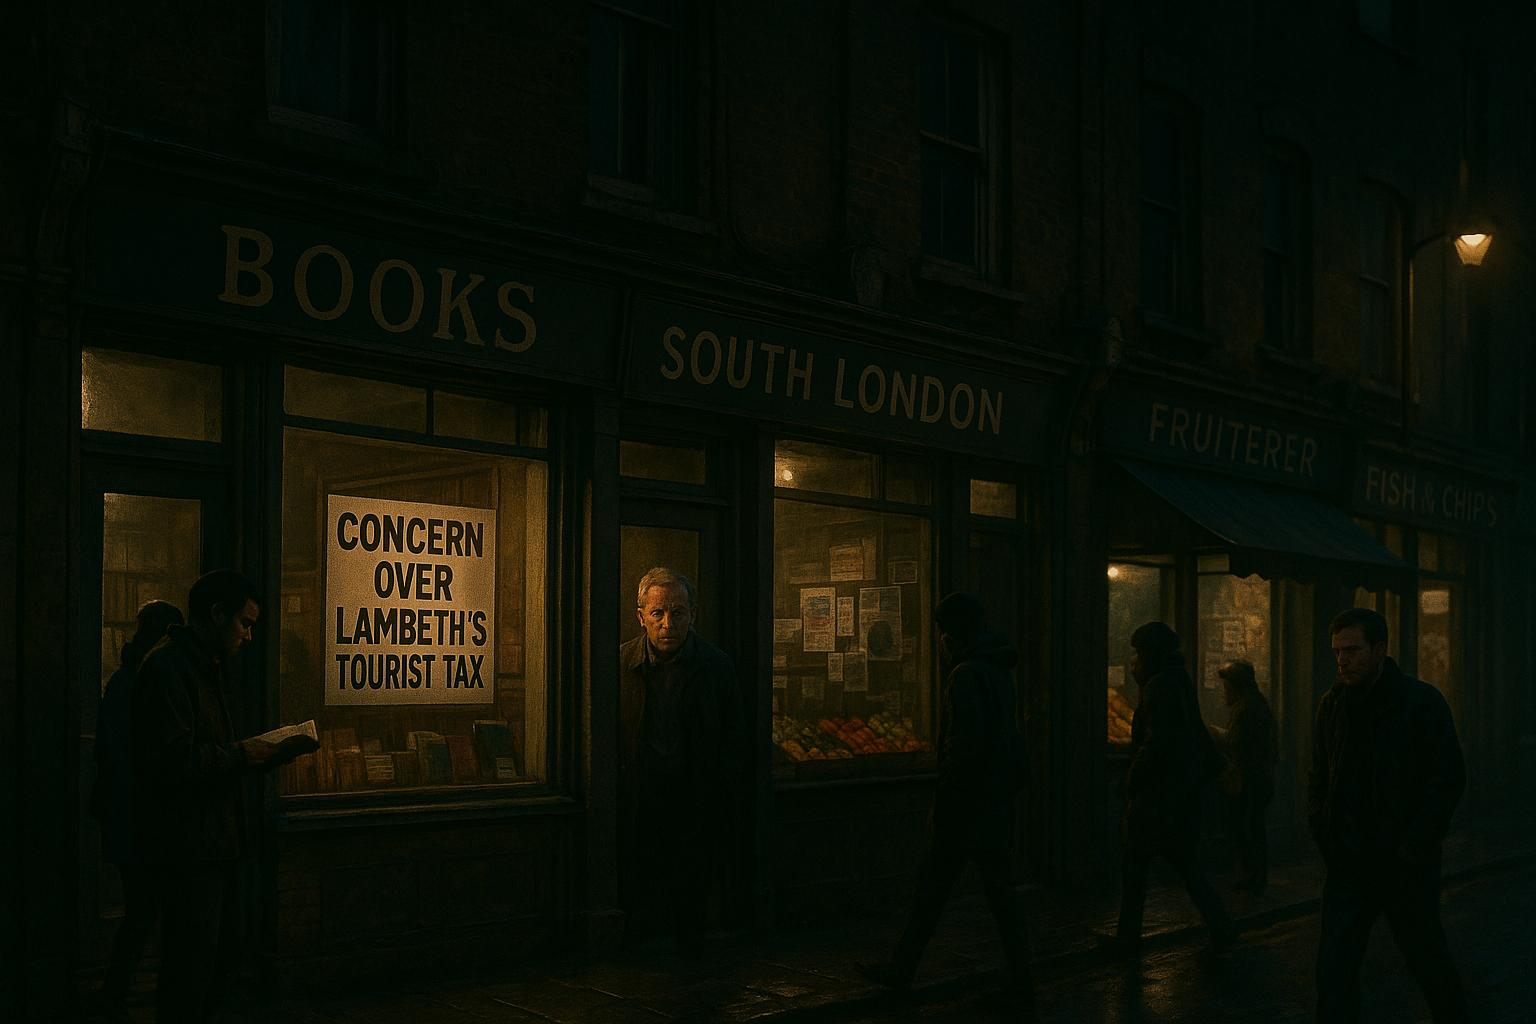 BOOKS
SOUTH LONDON
FRUITERER
FISH & CHIPS
CONCERN
OVER
LAMBETH'S
TOURIST TAX